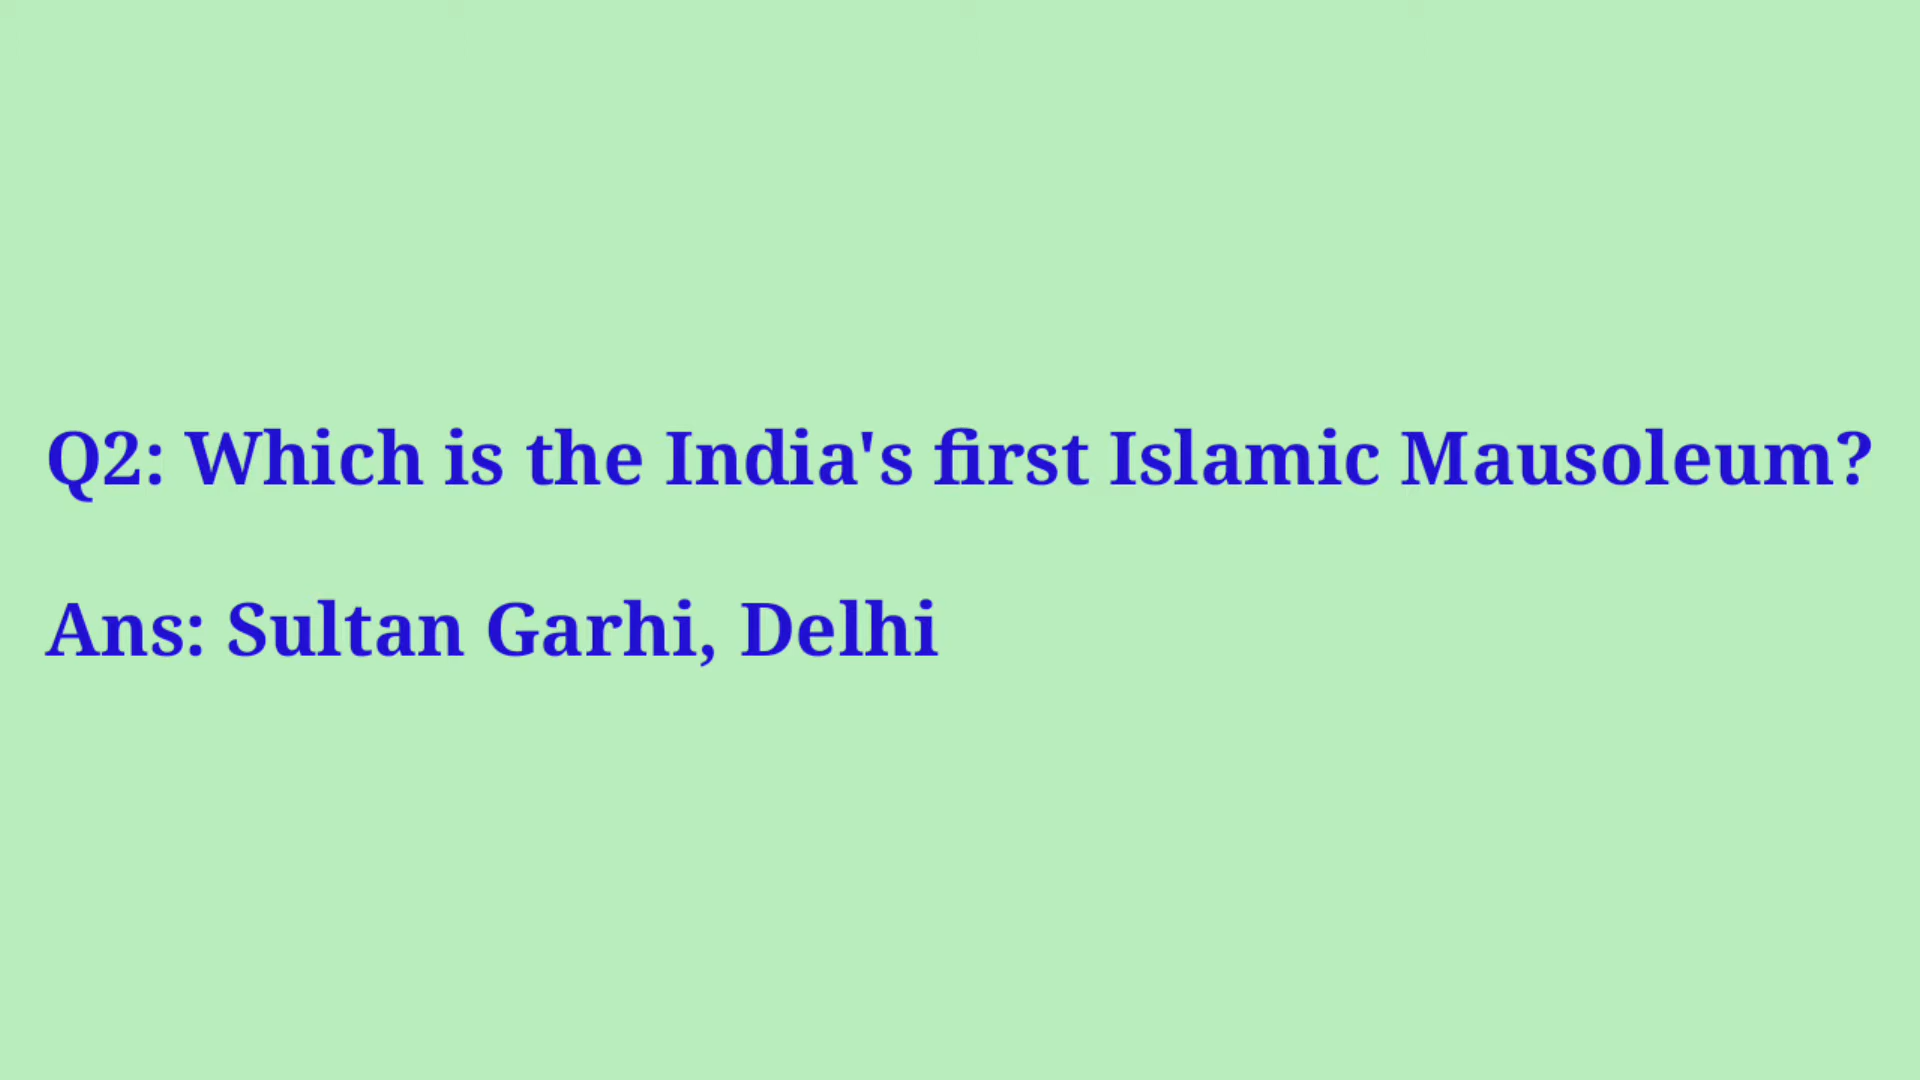 Q2: Which is the India's first Islamic Mausoleum?
Ans: Sultan Garhi, Delhi